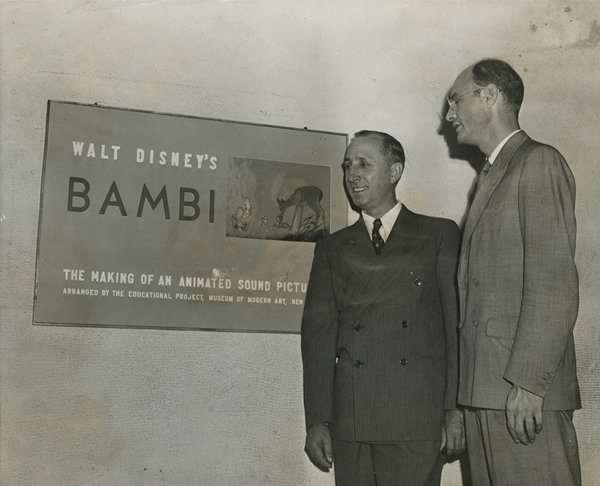 WALT DISNEY'S
BAMBI
THE MAKING OF AN ANIMATED SOUND PICTU
ARRANGED BY THE EDUCATIONAL PROJECT, MUSEUM OF MODERN ART, NEW